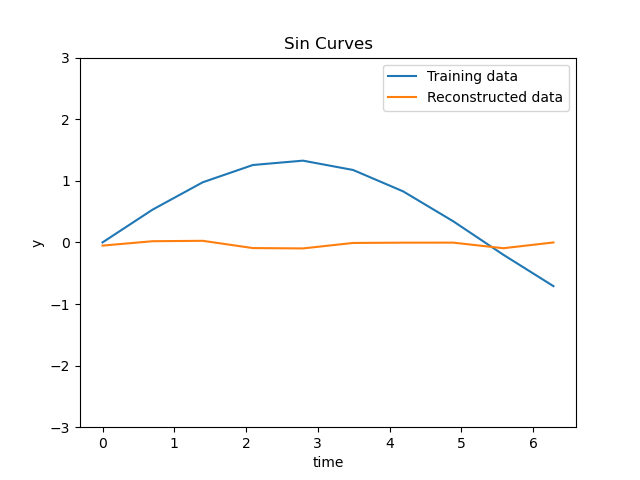 Sin Curves
Training data
Reconstructed data
3
2
1
0
−1
−2
−3
y
0 1 2 3 4 5 6
time